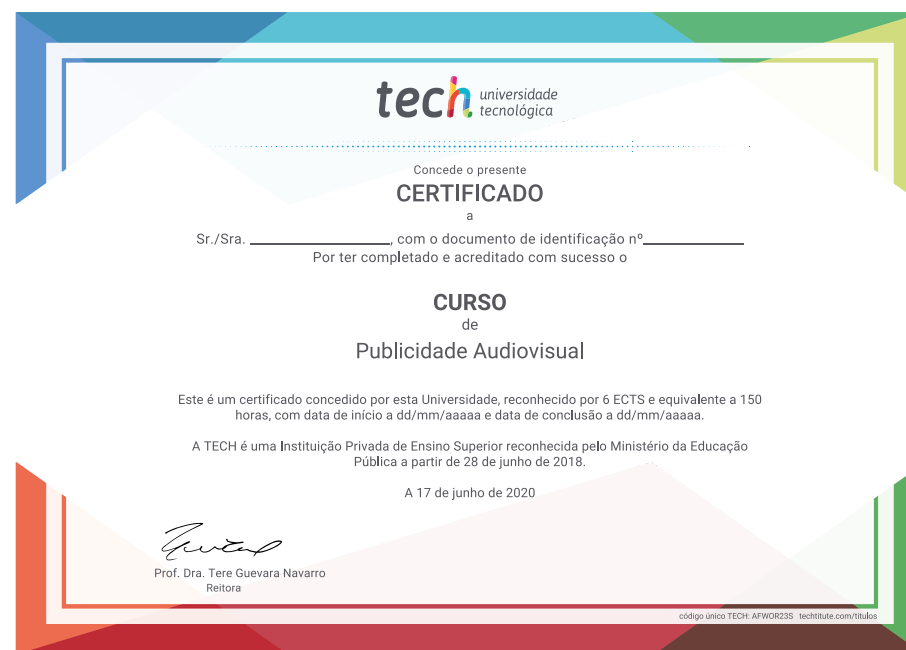 tech universidade
tecnológica
Concede o presente
CERTIFICADO
a
Sr./Sra. ________________, com o documento de identificação nº____________
Por ter completado e acreditado com sucesso o
CURSO
de
Publicidade Audiovisual
Este é um certificado concedido por esta Universidade, reconhecido por 6 ECTS e equivalente a 150
horas, com data de início a dd/mm/aaaaa e data de conclusão a dd/mm/aaaaa.
A TECH é uma Instituição Privada de Ensino Superior reconhecida pelo Ministério da Educação
Pública a partir de 28 de junho de 2018.
A 17 de junho de 2020
Prof. Dra. Tere Guevara Navarro
Reitora
código único TECH: AFWOR23S techtitute.com/titulos